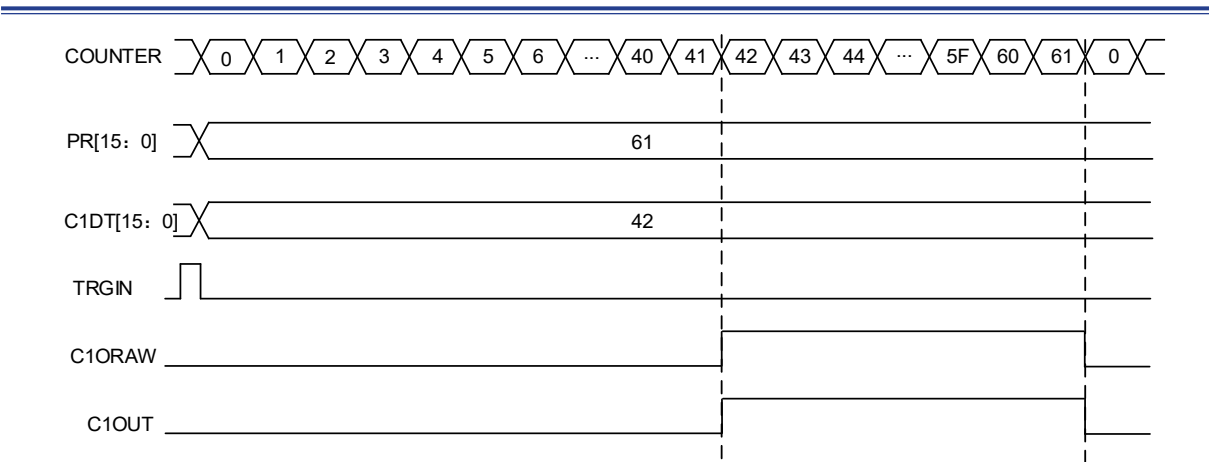 COUNTER 0 1 2 3 4 5 6 ... 40 41 42 43 44 ... 5F 60 61 0
PR[15：0] 61
C1DT[15：0] 42
TRGIN
C1ORAW
C1OUT